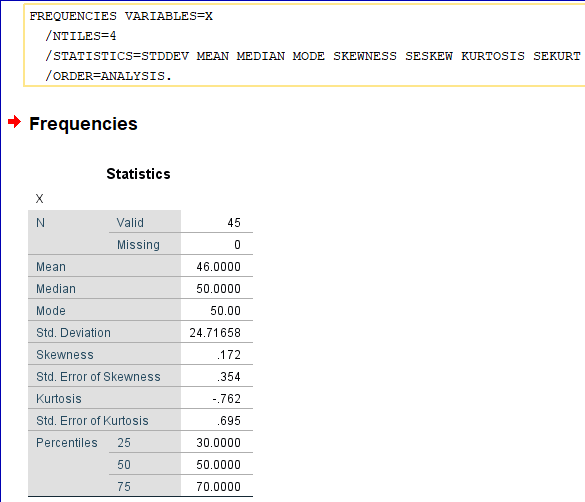 FREQUENCIES VARIABLES=X
/NTILES=4
/STATISTICS=STDDEV MEAN MEDIAN MODE SKEWNESS SESKEW KURTOSIS SEKURT
/ORDER=ANALYSIS.
Frequencies
Statistics
X
N Valid 45
Missing 0
Mean 46.0000
Median 50.0000
Mode 50.00
Std. Deviation 24.71658
Skewness .172
Std. Error of Skewness .354
Kurtosis -.762
Std. Error of Kurtosis .695
Percentiles 25 30.0000
50 50.0000
75 70.0000